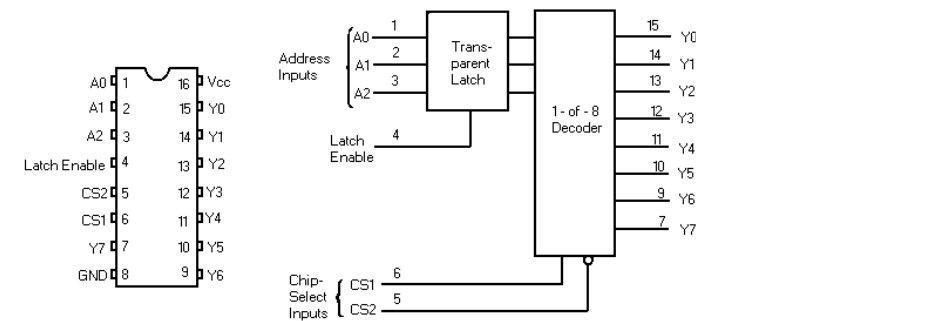 A0 1 16 Vcc
A1 2 15 Y0
A2 3 14 Y1
Latch Enable 4 13 Y2
CS2 5 12 Y3
CS1 6 11 Y4
Y7 7 10 Y5
GND 8 9 Y6
Address
Inputs
A0 1
A1 2
A2 3
Latch
Enable
4
Trans-
parent
Latch
1 - of - 8
Decoder
15 Y0
14 Y1
13 Y2
12 Y3
11 Y4
10 Y5
9 Y6
7 Y7
Chip-
Select
Inputs
CS1 6
CS2 5